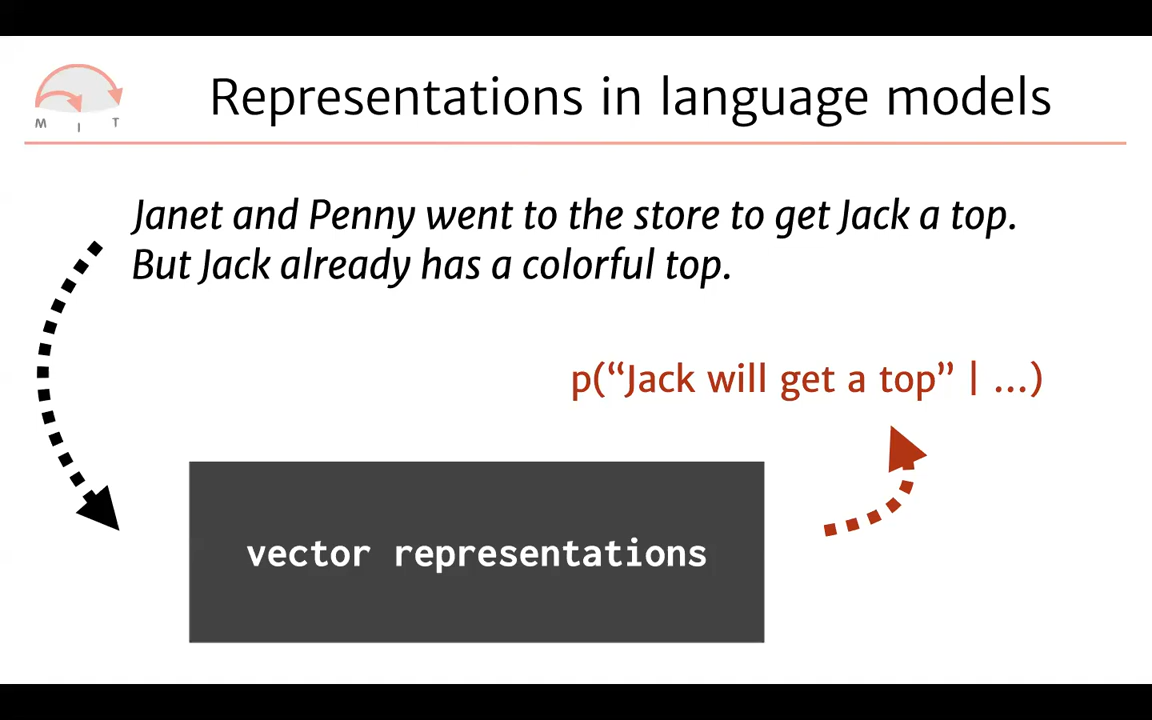 M I T
Representations in language models
Janet and Penny went to the store to get Jack a top.
But Jack already has a colorful top.
p(“Jack will get a top” | ...)
vector representations